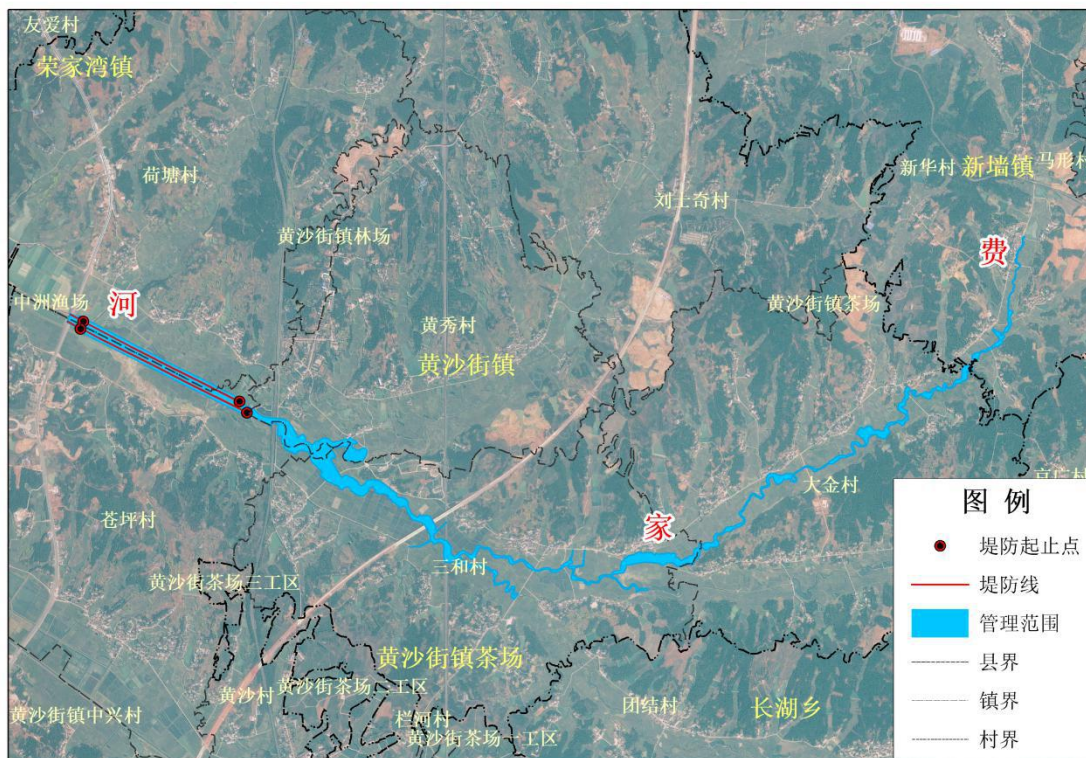 友爱村
荣家湾镇
荷塘村
新华村
新墙镇
马形村
刘士奇村
黄沙街镇林场
费
中洲渔场
河
黄沙街镇茶场
黄秀村
黄沙街镇
大金村
家
苍坪村
三和村
黄沙街茶场三工区
黄沙街镇茶场
黄沙村
黄沙街茶场二工区
栏河村
团结村
长湖乡
黄沙街镇中兴村
黄沙街茶场一工区
图 例
堤防起止点
堤防线
管理范围
县界
镇界
村界